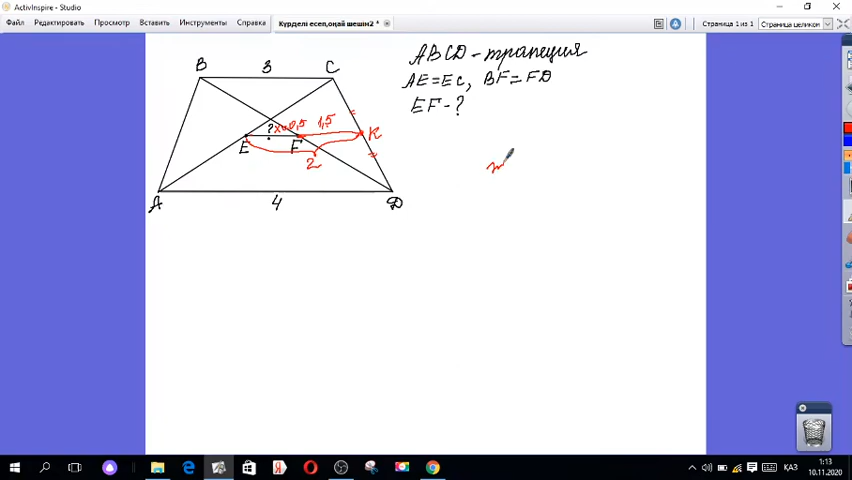 ActivInspire - Studio
Файл Редактировать Просмотр Вставить Инструменты Справка
Күрделі есеп,оңай шешім2 *
Страница 1 из 1
Страница целиком
ABCD - трапеция
AE = EC, BF = FD
EF - ?
B 3 C
? x=0,5 1,5 K
E F
2
A 4 D
ҚАЗ
1:13
10.11.2020